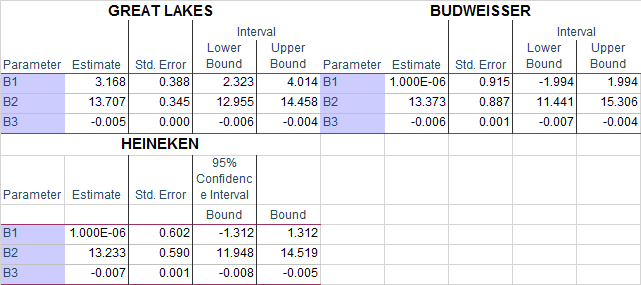 GREAT LAKES BUDWEISSER
Interval Interval
Lower Upper Lower Upper
Parameter Estimate Std. Error Bound Bound Parameter Estimate Std. Error Bound Bound
B1 3.168 0.388 2.323 4.014 B1 1.000E-06 0.915 -1.994 1.994
B2 13.707 0.345 12.955 14.458 B2 13.373 0.887 11.441 15.306
B3 -0.005 0.000 -0.006 -0.004 B3 -0.006 0.001 -0.007 -0.004
HEINEKEN
95%
Confidenc
Parameter Estimate Std. Error e Interval
Bound Bound
B1 1.000E-06 0.602 -1.312 1.312
B2 13.233 0.590 11.948 14.519
B3 -0.007 0.001 -0.008 -0.005